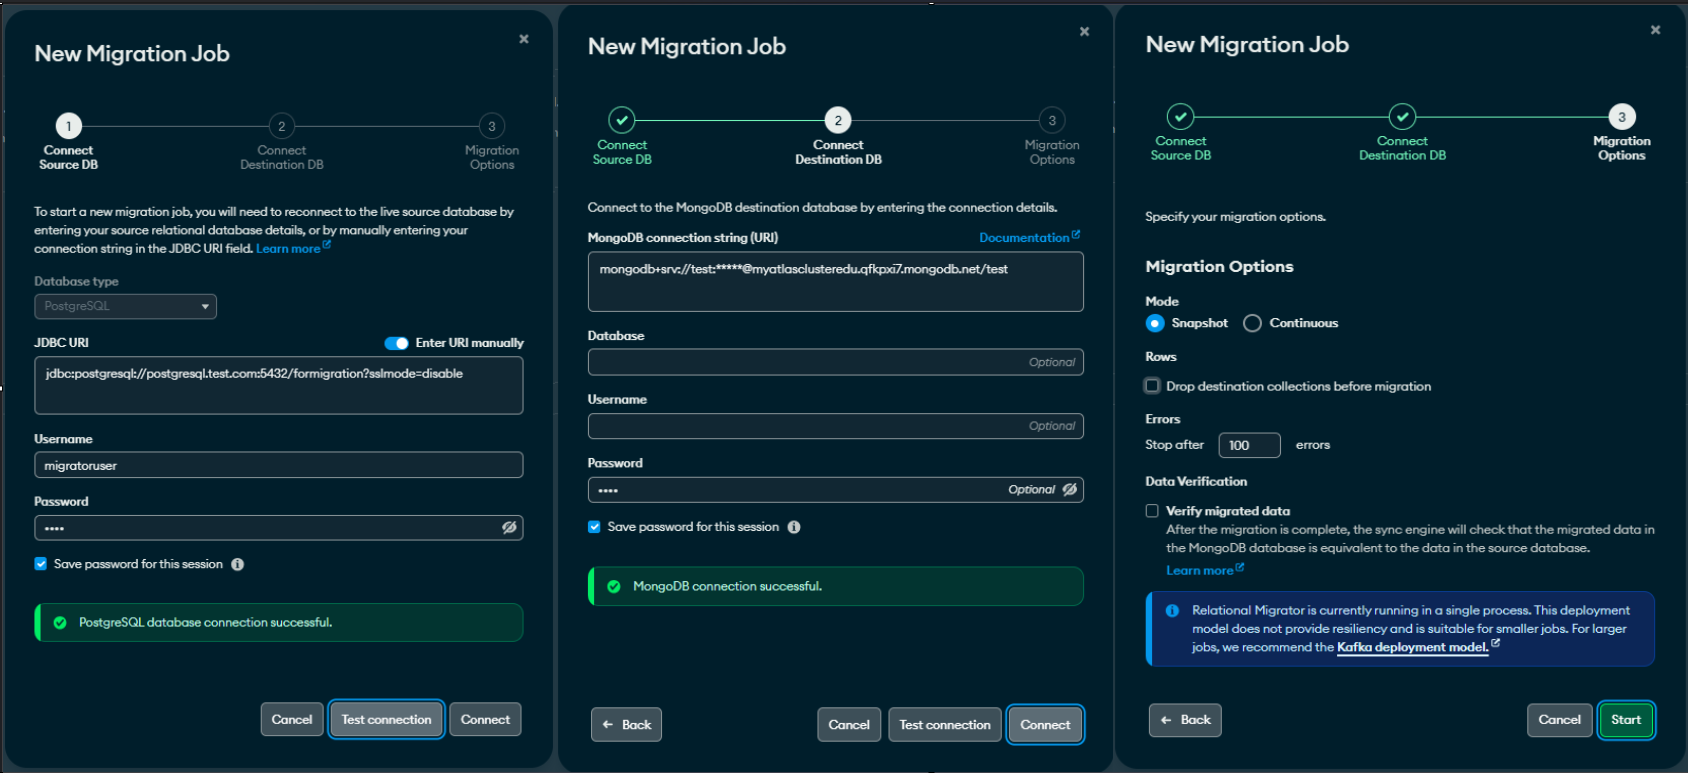 New Migration Job
1
2
3
Connect
Source DB
Connect
Destination DB
Migration
Options
To start a new migration job, you will need to reconnect to the live source database by
entering your source relational database details, or by manually entering your
connection string in the JDBC URI field. Learn more
Database type
PostgreSQL
JDBC URI
Enter URI manually
jdbc:postgresql://postgresql.test.com:5432/formigration?sslmode=disable
Username
migratoruser
Password
••••
Save password for this session
PostgreSQL database connection successful.
Cancel
Test connection
Connect
New Migration Job
2
3
Connect
Source DB
Connect
Destination DB
Migration
Options
Connect to the MongoDB destination database by entering the connection details.
MongoDB connection string (URI)
Documentation
mongodb+srv://test:*****@myatlasclusteredu.qfkpxi7.mongodb.net/test
Database
Optional
Username
Optional
Password
•••• Optional
Save password for this session
MongoDB connection successful.
← Back
Cancel
Test connection
Connect
New Migration Job
3
Connect
Source DB
Connect
Destination DB
Migration
Options
Specify your migration options.
Migration Options
Mode
Snapshot
Continuous
Rows
Drop destination collections before migration
Errors
Stop after 100 errors
Data Verification
Verify migrated data
After the migration is complete, the sync engine will check that the migrated data in
the MongoDB database is equivalent to the data in the source database.
Learn more
Relational Migrator is currently running in a single process. This deployment
model does not provide resiliency and is suitable for smaller jobs. For larger
jobs, we recommend the Kafka deployment model.
← Back
Cancel
Start